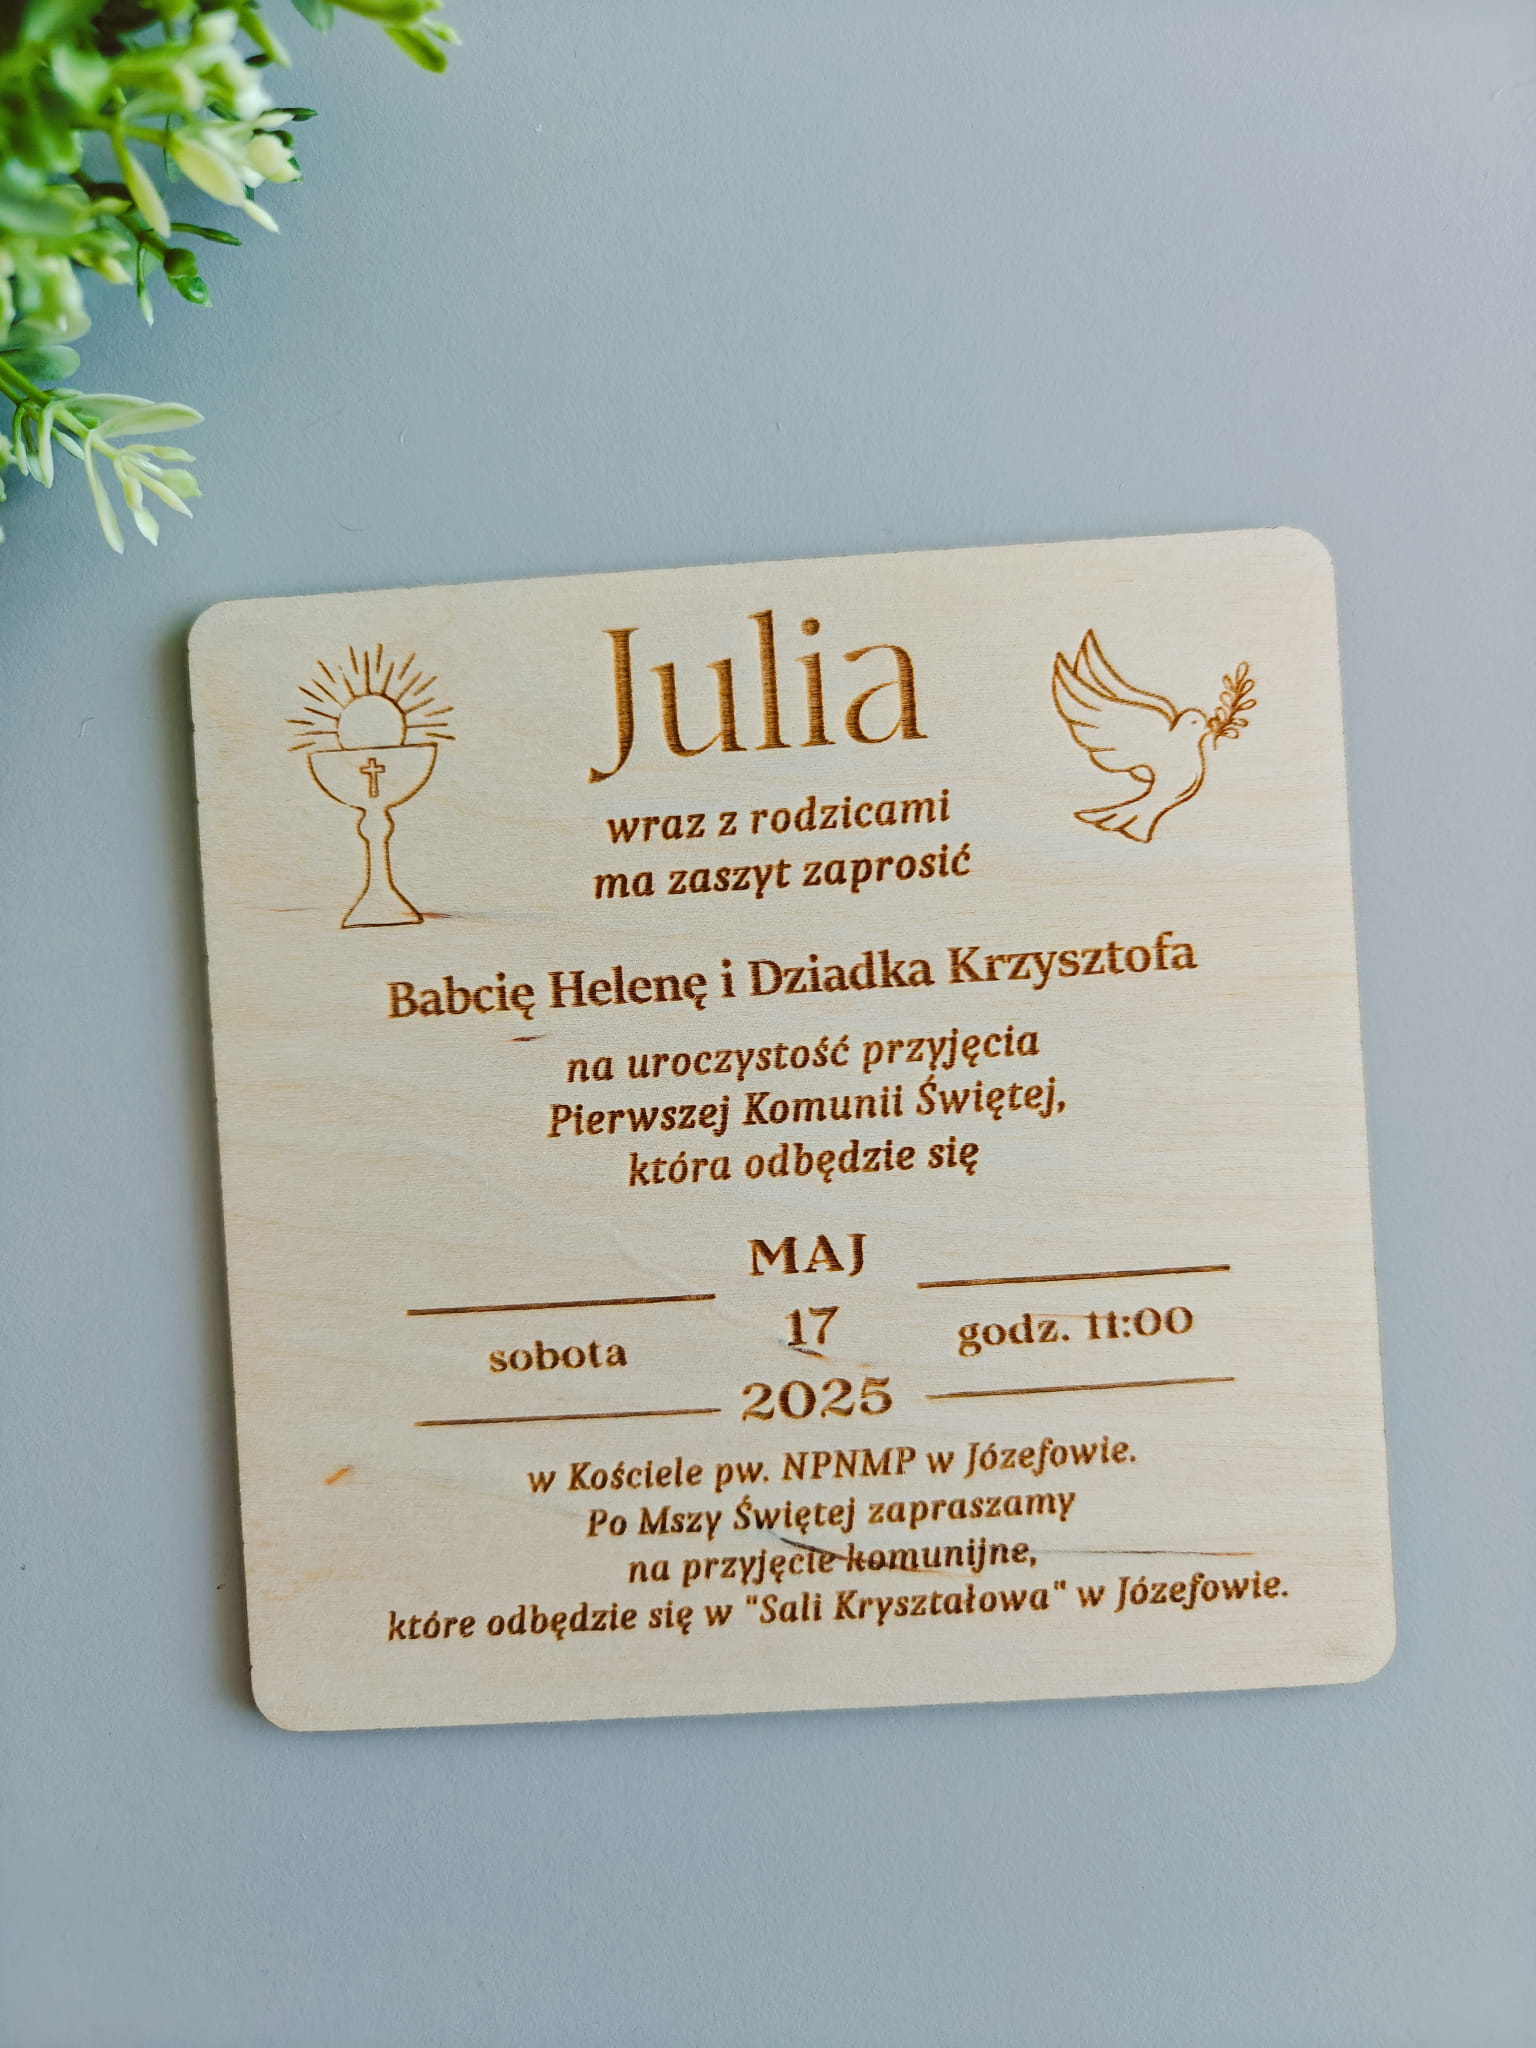 Julia
wraz z rodzicami
ma zaszyt zaprosić
Babcię Helenę i Dziadka Krzysztofa
na uroczystość przyjęcia
Pierwszej Komunii Świętej,
która odbędzie się
MAJ
sobota
17
godz. 11:00
2025
w Kościele pw. NPNMP w Józefowie.
Po Mszy Świętej zapraszamy
na przyjęcie komunijne,
które odbędzie się w "Sali Kryształowa" w Józefowie.